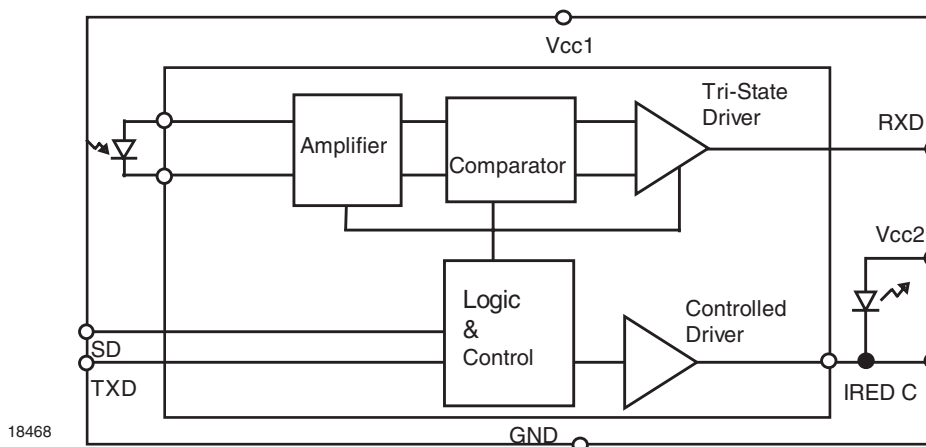 Vcc1
Tri-State
Driver
RXD
Amplifier
Comparator
Vcc2
Logic
&
Control
Controlled
Driver
SD
TXD
IRED C
GND
18468